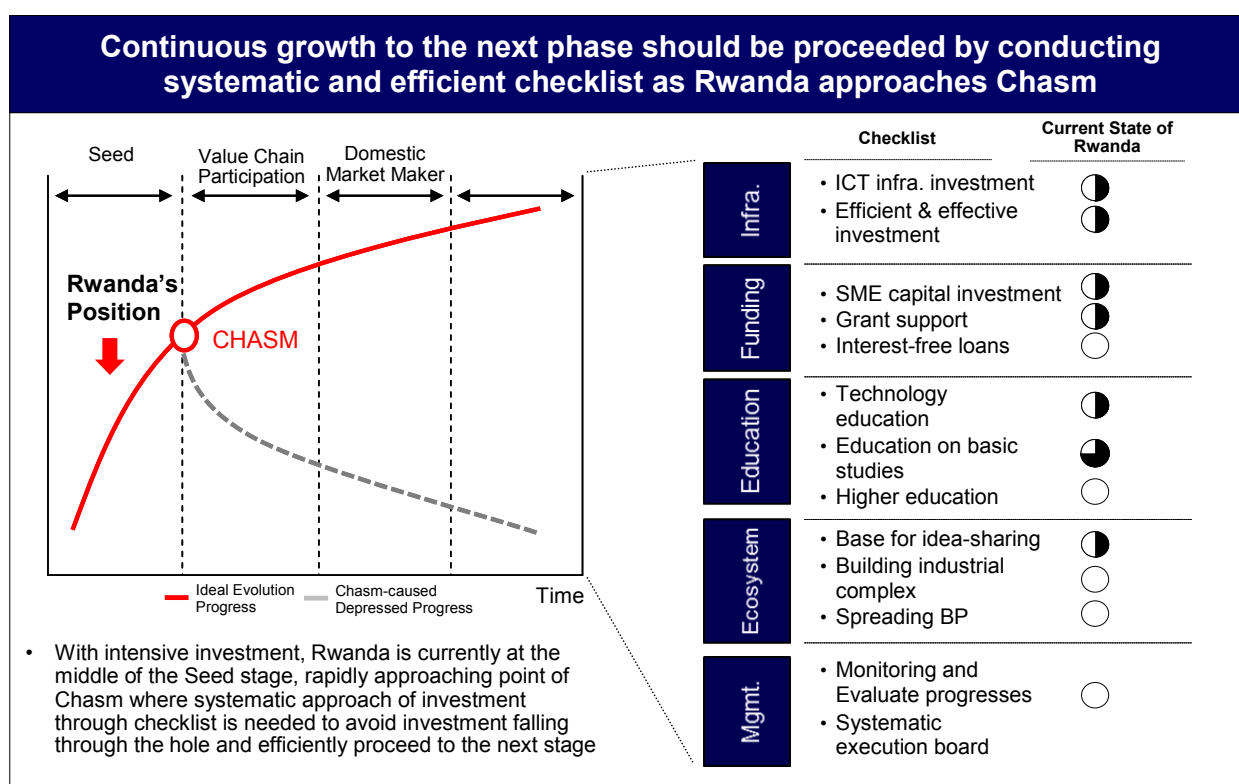 Continuous growth to the next phase should be proceeded by conducting
systematic and efficient checklist as Rwanda approaches Chasm
Seed
Value Chain
Participation
Domestic
Market Maker
Rwanda's
Position
CHASM
Ideal Evolution
Progress
Chasm-caused
Depressed Progress
Time
• With intensive investment, Rwanda is currently at the
middle of the Seed stage, rapidly approaching point of
Chasm where systematic approach of investment
through checklist is needed to avoid investment falling
through the hole and efficiently proceed to the next stage
Checklist
Current State of
Rwanda
Infra.
• ICT infra. investment
• Efficient & effective
investment
Funding
• SME capital investment
• Grant support
• Interest-free loans
Education
• Technology
education
• Education on basic
studies
• Higher education
Ecosystem
• Base for idea-sharing
• Building industrial
complex
• Spreading BP
Mgmt.
• Monitoring and
Evaluate progresses
• Systematic
execution board